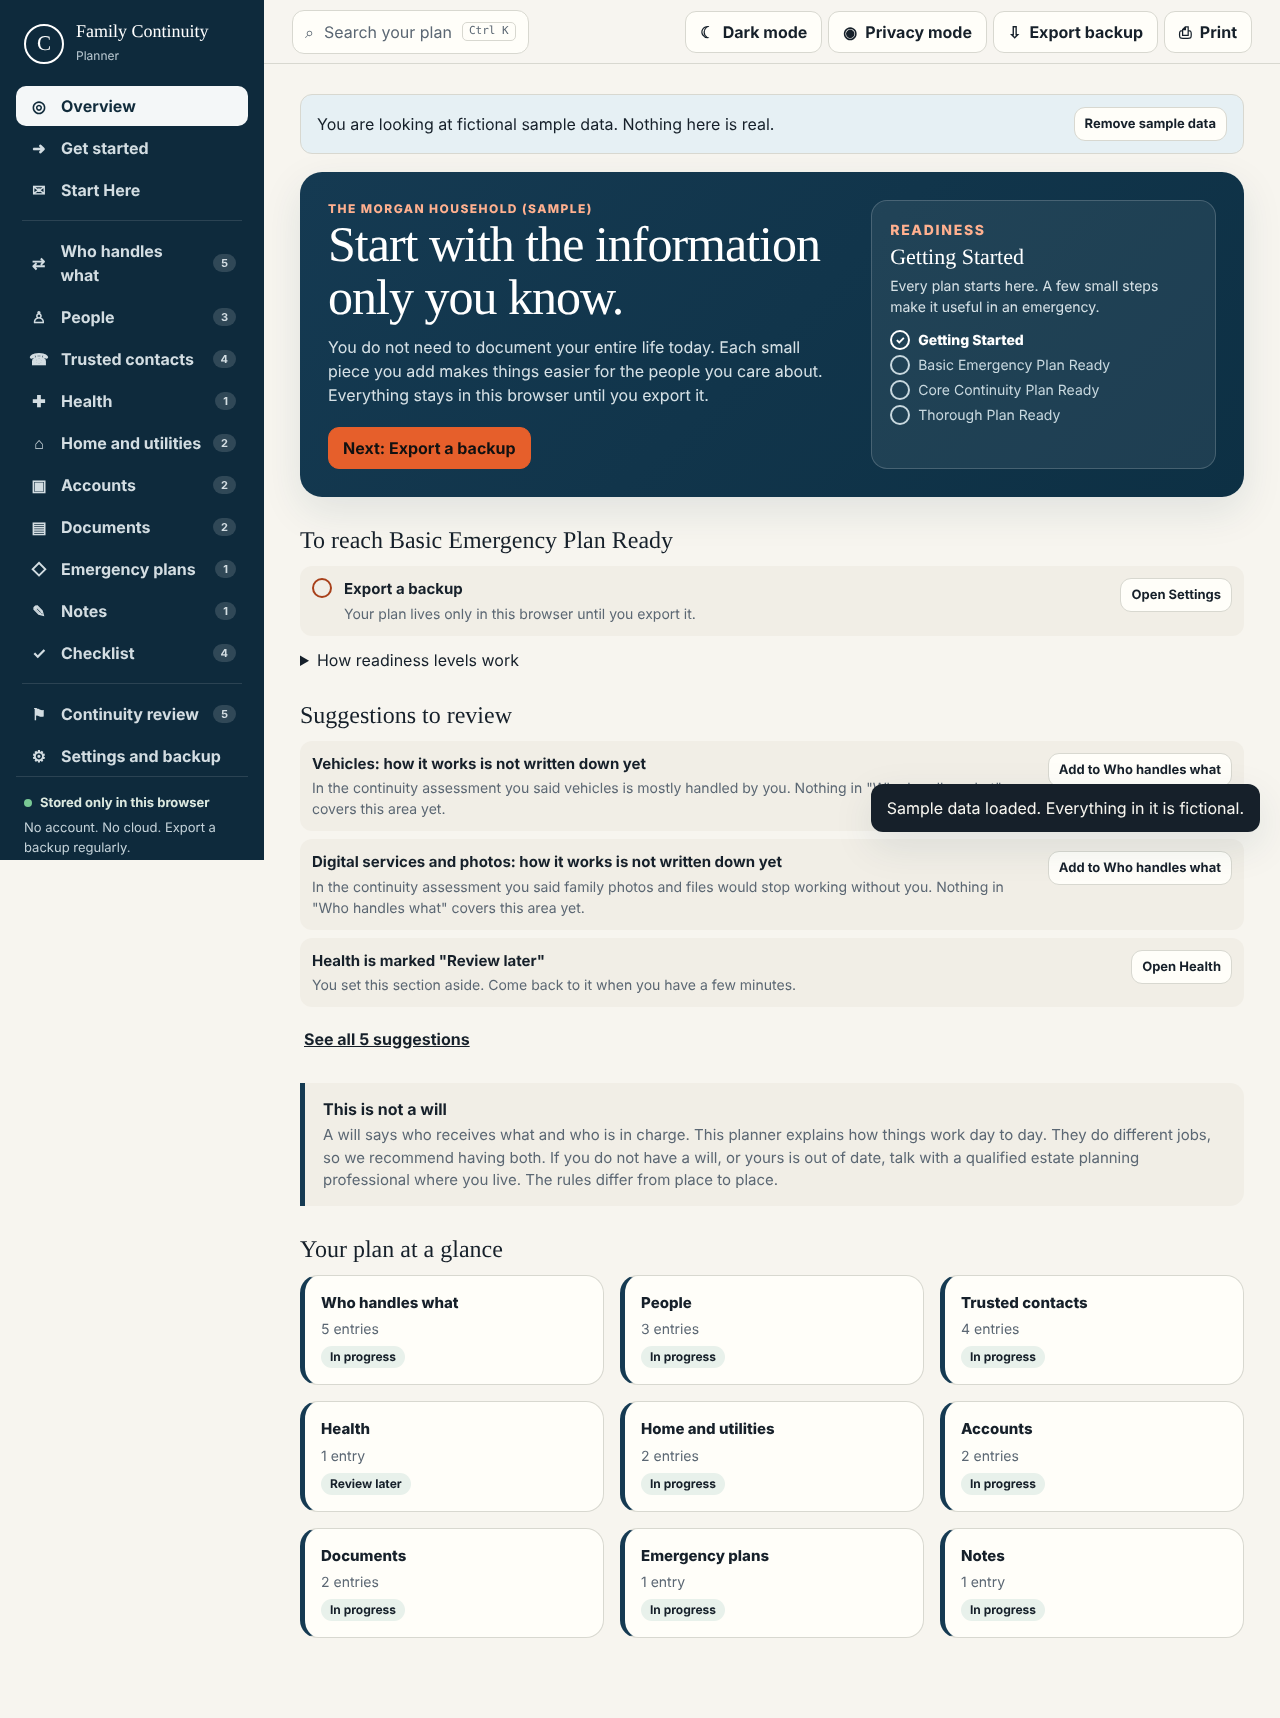 C
Family Continuity
Planner
Overview
Get started
Start Here
Who handles
what
5
People
3
Trusted contacts
4
Health
1
Home and utilities
2
Accounts
2
Documents
2
Emergency plans
1
Notes
1
Checklist
4
Continuity review
5
Settings and backup
Stored only in this browser
No account. No cloud. Export a
backup regularly.
Search your plan
Ctrl K
Dark mode
Privacy mode
Export backup
Print
You are looking at fictional sample data. Nothing here is real.
Remove sample data
THE MORGAN HOUSEHOLD (SAMPLE)
Start with the information
only you know.
You do not need to document your entire life today. Each small
piece you add makes things easier for the people you care about.
Everything stays in this browser until you export it.
Next: Export a backup
READINESS
Getting Started
Every plan starts here. A few small steps
make it useful in an emergency.
Getting Started
Basic Emergency Plan Ready
Core Continuity Plan Ready
Thorough Plan Ready
To reach Basic Emergency Plan Ready
Export a backup
Your plan lives only in this browser until you export it.
Open Settings
How readiness levels work
Suggestions to review
Vehicles: how it works is not written down yet
In the continuity assessment you said vehicles is mostly handled by you. Nothing in
covers this area yet.
Add to Who handles what
Sample data loaded. Everything in it is fictional.
Digital services and photos: how it works is not written down yet
In the continuity assessment you said family photos and files would stop working without you. Nothing in
"Who handles what" covers this area yet.
Add to Who handles what
Health is marked "Review later"
You set this section aside. Come back to it when you have a few minutes.
Open Health
See all 5 suggestions
This is not a will
A will says who receives what and who is in charge. This planner explains how things work day to day. They do different jobs,
so we recommend having both. If you do not have a will, or yours is out of date, talk with a qualified estate planning
professional where you live. The rules differ from place to place.
Your plan at a glance
Who handles what
5 entries
In progress
People
3 entries
In progress
Trusted contacts
4 entries
In progress
Health
1 entry
Review later
Home and utilities
2 entries
In progress
Accounts
2 entries
In progress
Documents
2 entries
In progress
Emergency plans
1 entry
In progress
Notes
1 entry
In progress